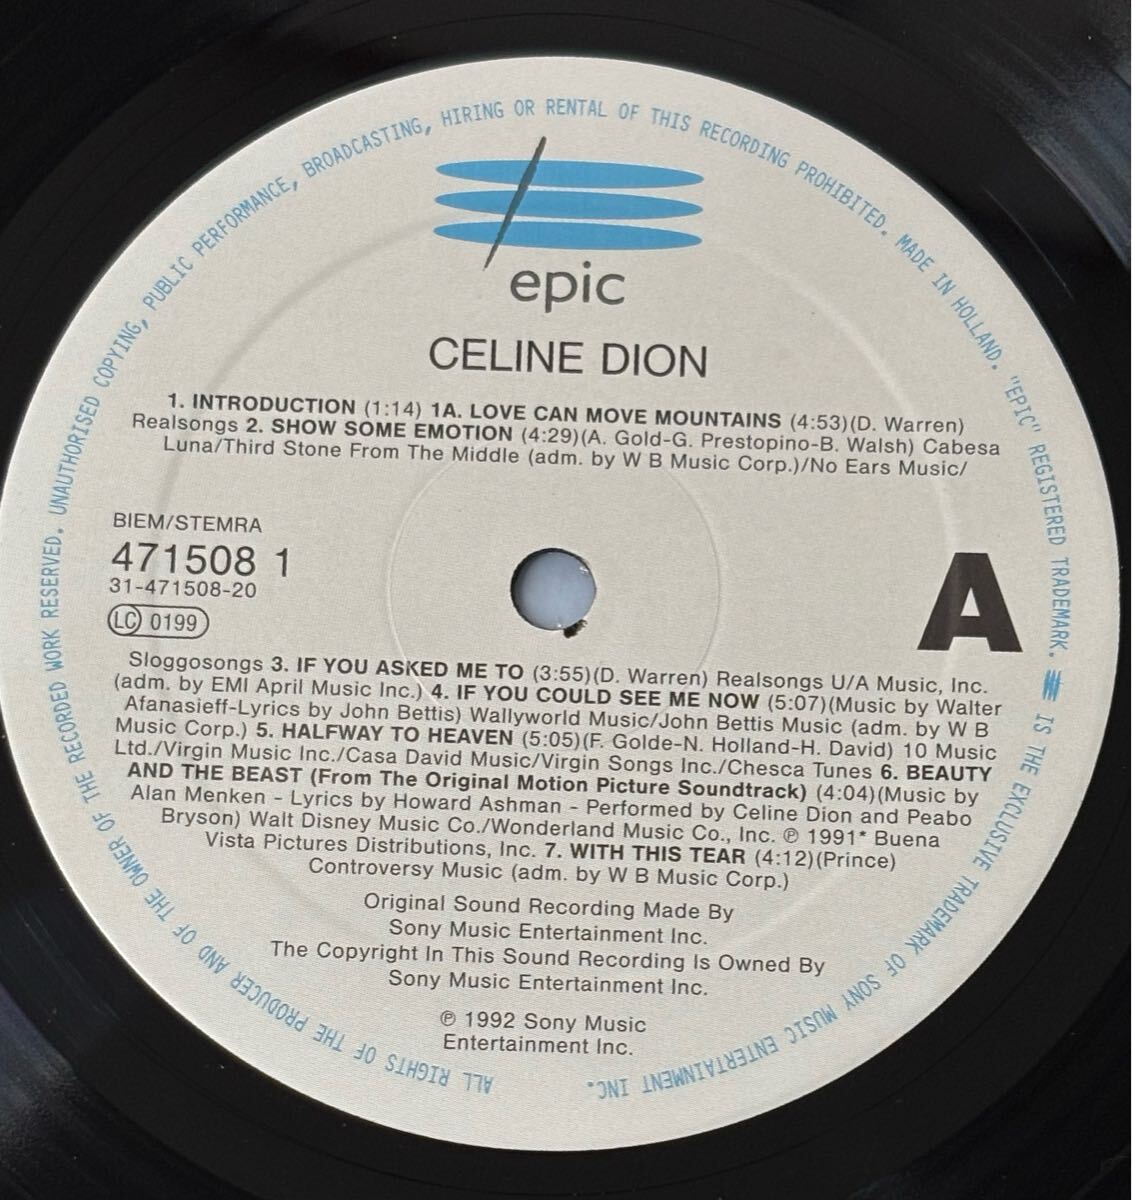 ALL RIGHTS OF THE PRODUCER AND OF THE OWNER OF THE RECORDED WORK RESERVED. UNAUTHORISED COPYING, PUBLIC PERFORMANCE, BROADCASTING, HIRING OR RENTAL OF THIS RECORDING PROHIBITED. MADE IN HOLLAND. "EPIC" REGISTERED TRADEMARK. IS THE EXCLUSIVE TRADEMARK OF SONY MUSIC ENTERTAINMENT INC.
epic
CELINE DION
1. INTRODUCTION (1:14) 1A. LOVE CAN MOVE MOUNTAINS (4:53)(D. Warren)
Realsongs 2. SHOW SOME EMOTION (4:29)(A. Gold-G. Prestopino-B. Walsh) Cabesa
Luna/Third Stone From The Middle (adm. by W B Music Corp.)/No Ears Music/
BIEM/STEMRA
471508 1
31-471508-20
LC 0199
A
Sloggosongs 3. IF YOU ASKED ME TO (3:55)(D. Warren) Realsongs U/A Music, Inc.
(adm. by EMI April Music Inc.) 4. IF YOU COULD SEE ME NOW (5:07)(Music by Walter
Afanasieff-Lyrics by John Bettis) Wallyworld Music/John Bettis Music (adm. by W B
Music Corp.) 5. HALFWAY TO HEAVEN (5:05)(F. Golde-N. Holland-H. David) 10 Music
Ltd./Virgin Music Inc./Casa David Music/Virgin Songs Inc./Chesca Tunes 6. BEAUTY
AND THE BEAST (From The Original Motion Picture Soundtrack) (4:04)(Music by
Alan Menken - Lyrics by Howard Ashman - Performed by Celine Dion and Peabo
Bryson) Walt Disney Music Co./Wonderland Music Co., Inc. ℗ 1991* Buena
Vista Pictures Distributions, Inc. 7. WITH THIS TEAR (4:12)(Prince)
Controversy Music (adm. by W B Music Corp.)
Original Sound Recording Made By
Sony Music Entertainment Inc.
The Copyright In This Sound Recording Is Owned By
Sony Music Entertainment Inc.
℗ 1992 Sony Music
Entertainment Inc.